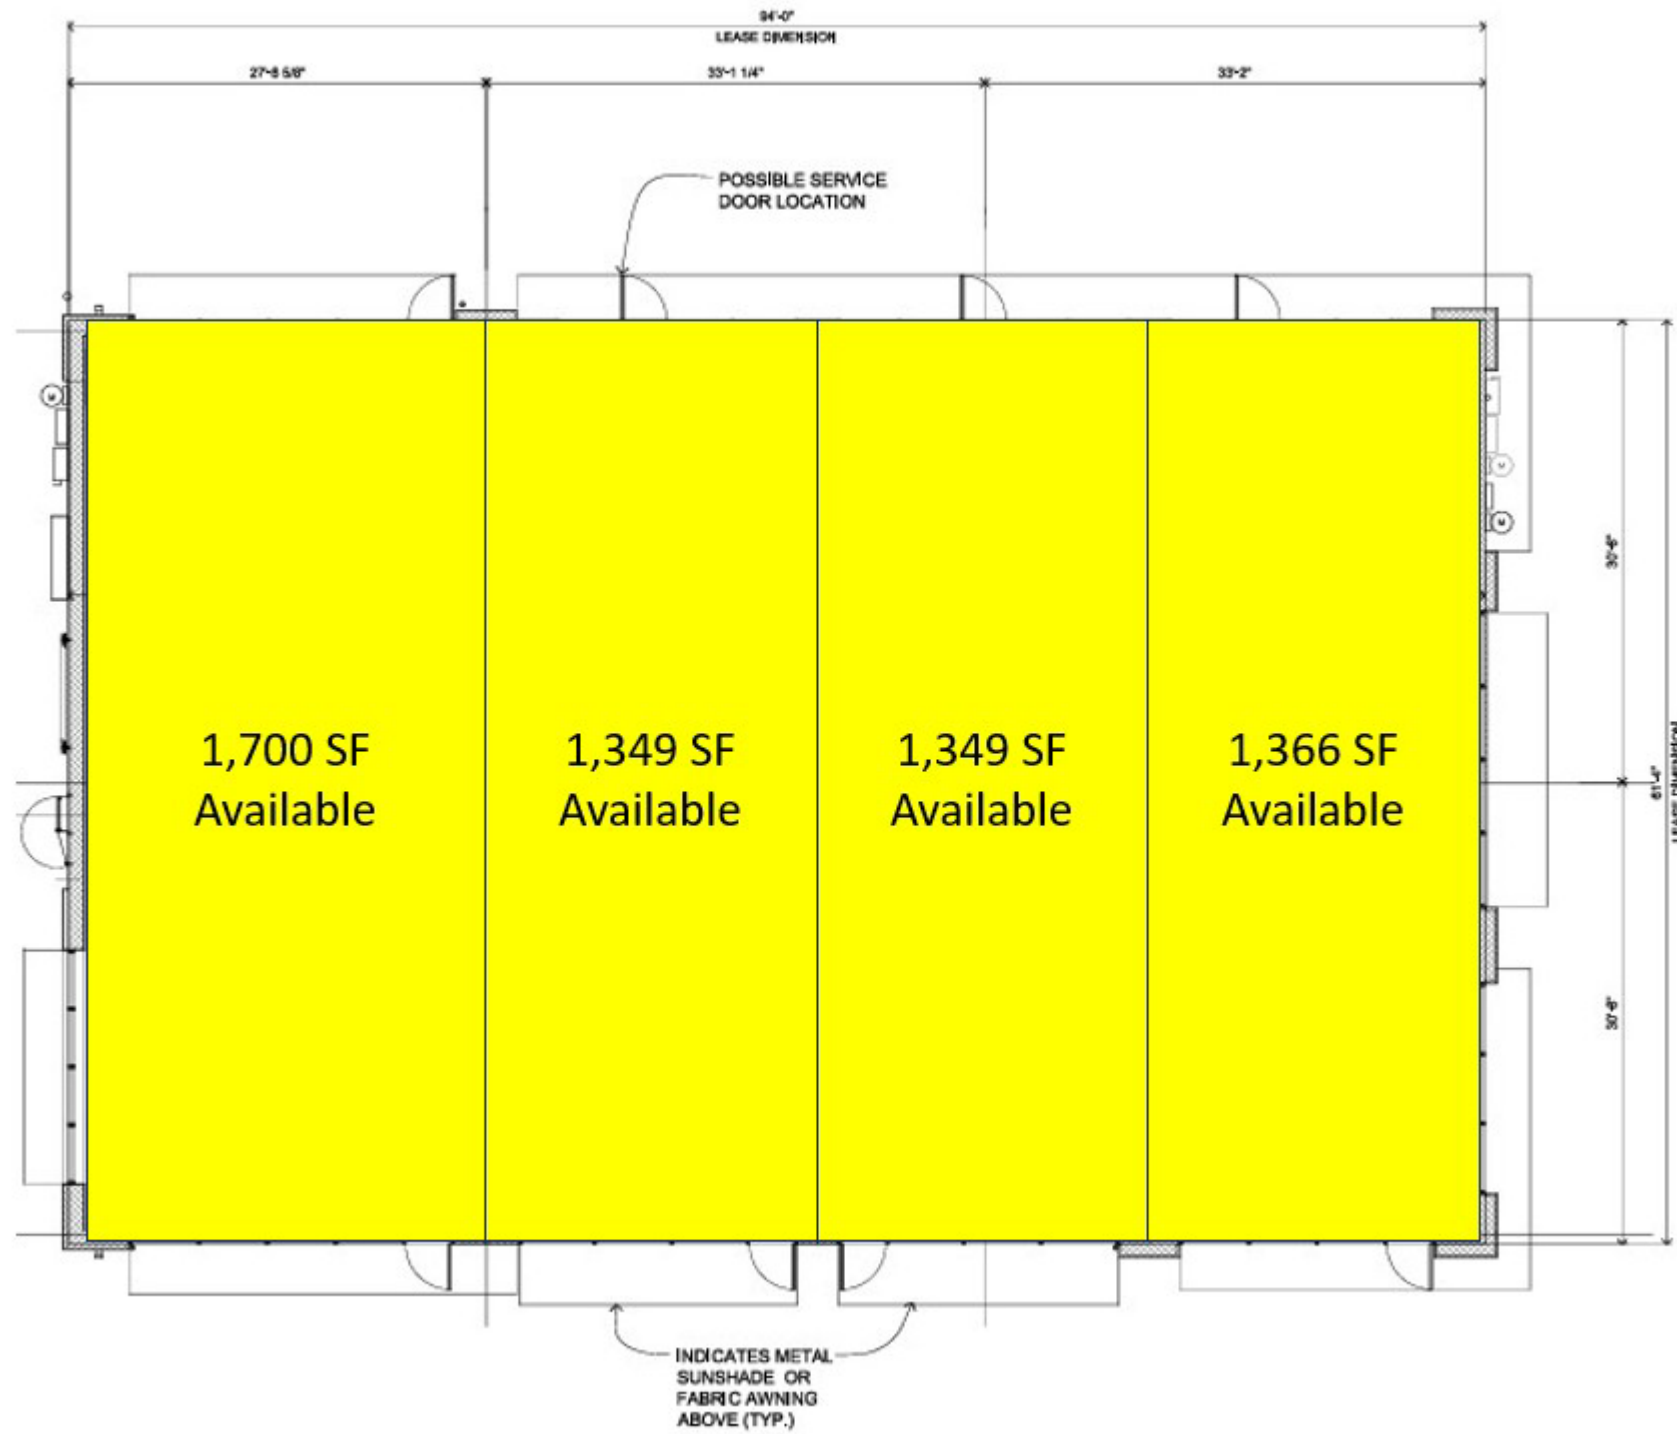 94'-0"
LEASE DIMENSION
27'-8 5/8"
33'-1 1/4"
33'-2"
POSSIBLE SERVICE
DOOR LOCATION
30'-8"
1,700 SF
Available
1,349 SF
Available
1,349 SF
Available
1,366 SF
Available
61'-4"
LEASE DIMENSION
30'-8"
INDICATES METAL
SUNSHADE OR
FABRIC AWNING
ABOVE (TYP.)